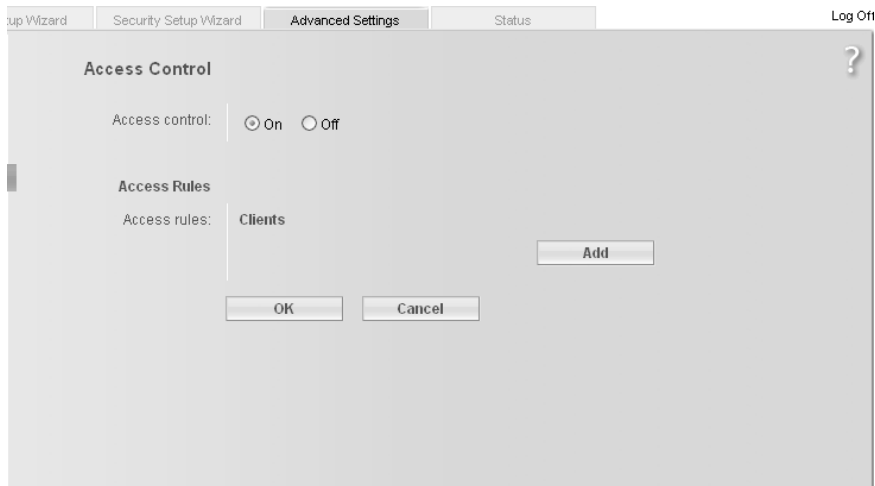 tup Wizard Security Setup Wizard Advanced Settings Status Log Off
?
Access Control
Access control: On Off
Access Rules
Access rules: Clients
Add
OK Cancel